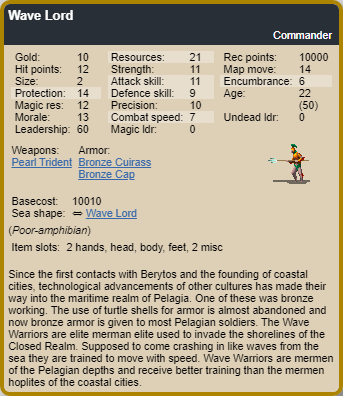 Wave Lord
Commander
Gold: 10 Resources: 21 Rec points: 10000
Hit points: 12 Strength: 11 Map move: 14
Size: 2 Attack skill: 11 Encumbrance: 6
Protection: 14 Defence skill: 9 Age: 22
Magic res: 12 Precision: 10 (50)
Morale: 13 Combat speed: 7 Undead ldr: 0
Leadership: 60 Magic ldr: 0
Weapons: Armor:
Pearl Trident Bronze Cuirass
Bronze Cap
Basecost: 10010
Sea shape: ⇔ Wave Lord
(Poor-amphibian)
Item slots: 2 hands, head, body, feet, 2 misc
Since the first contacts with Berytos and the founding of coastal
cities, technological advancements of other cultures has made their
way into the maritime realm of Pelagia. One of these was bronze
working. The use of turtle shells for armor is almost abandoned and
now bronze armor is given to most Pelagian soldiers. The Wave
Warriors are elite merman elite used to invade the shorelines of the
Closed Realm. Supposed to come crashing in like waves from the
sea they are trained to move with speed. Wave Warriors are mermen
of the Pelagian depths and receive better training than the mermen
hoplites of the coastal cities.